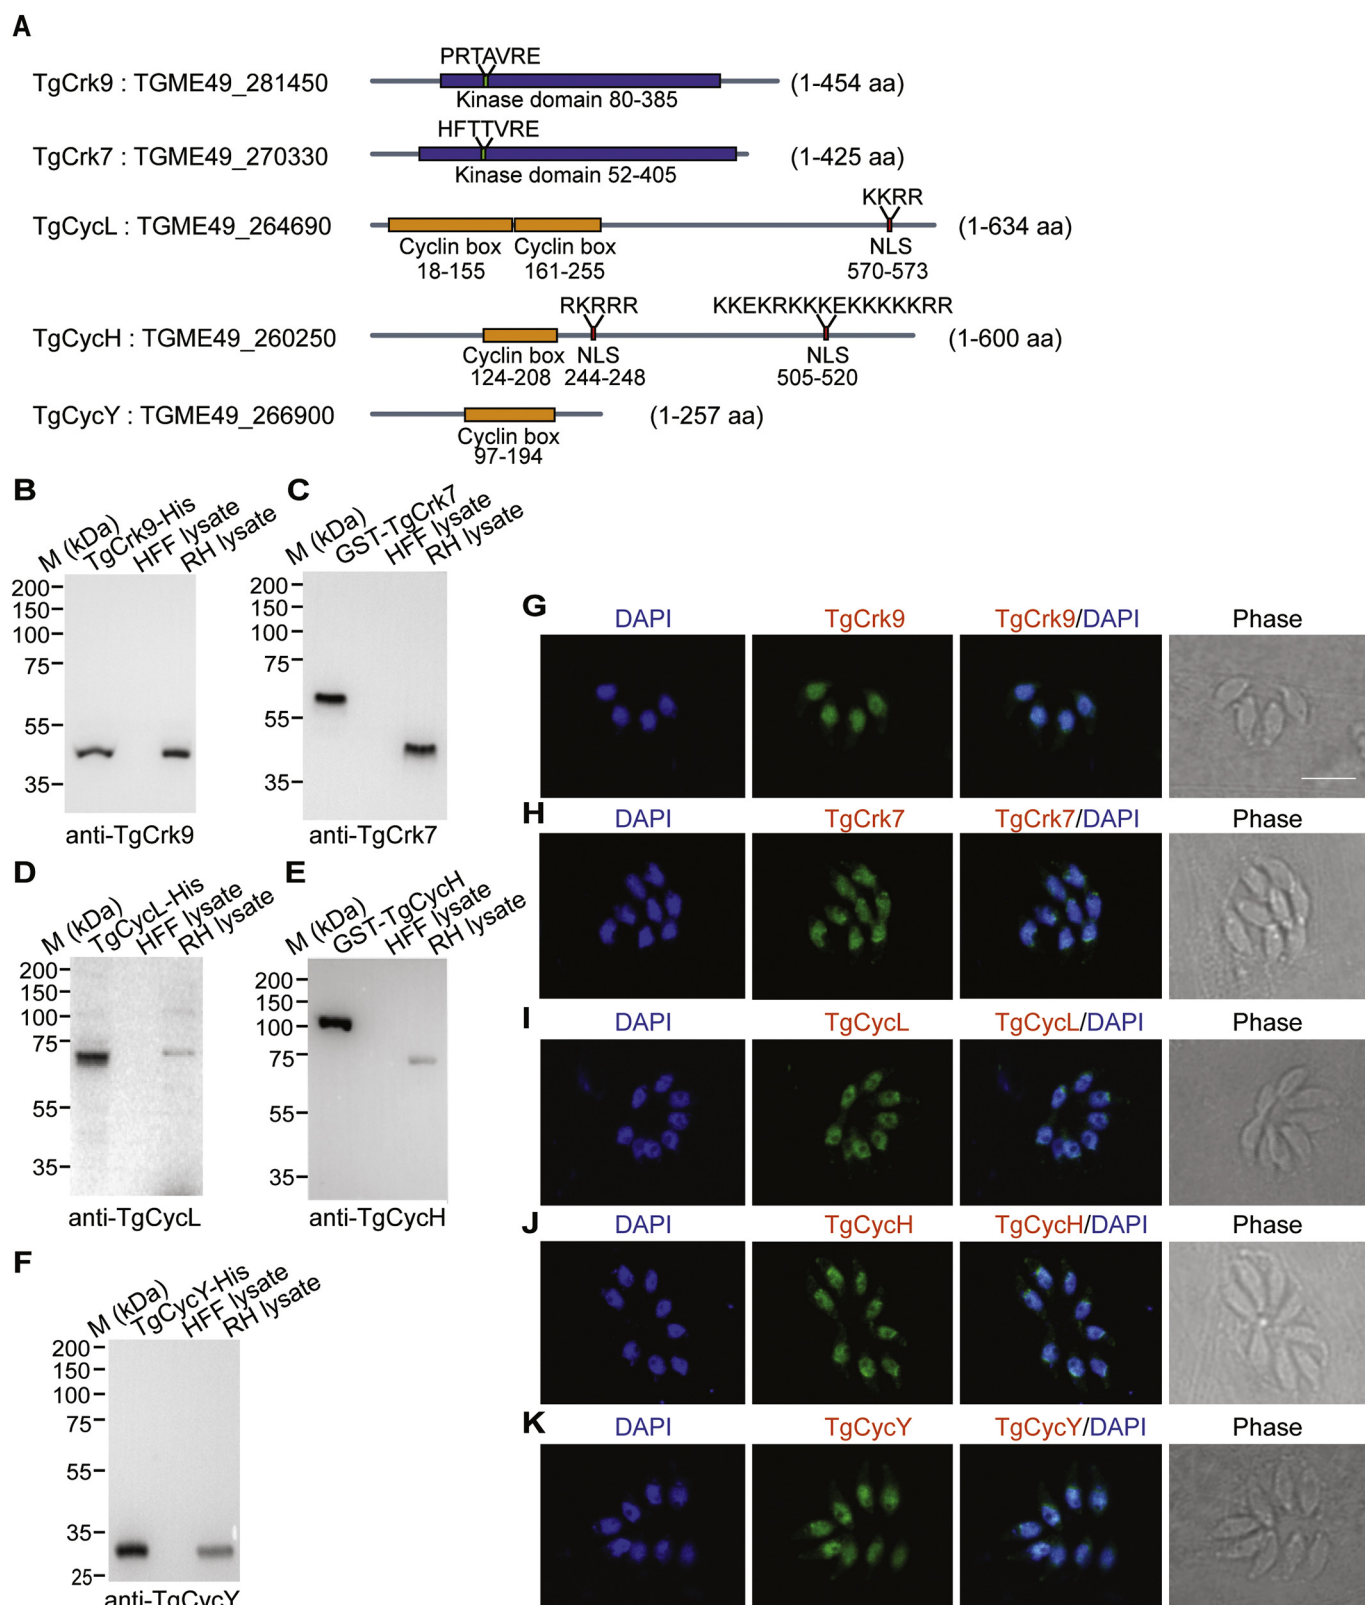 A
PRTAVRE
TgCrk9 : TGME49_281450
(1-454 aa)
Kinase domain 80-385
HFTTVRE
TgCrk7 : TGME49_270330
(1-425 aa)
Kinase domain 52-405
KKRR
TgCycL : TGME49_264690
(1-634 aa)
Cyclin box Cyclin box NLS
18-155 161-255 570-573
RKRRR KKEKRKKKEKKKKKRR
TgCycH : TGME49_260250
(1-600 aa)
Cyclin box NLS NLS
124-208 244-248 505-520
TgCycY : TGME49_266900
(1-257 aa)
Cyclin box
97-194
B
M (kDa) TgCrk9-His HFF lysate RH lysate
200
150
100
75
55
35
anti-TgCrk9
C
M (kDa) GST-TgCrk7 HFF lysate RH lysate
200
150
100
75
55
35
anti-TgCrk7
D
M (kDa) TgCycL-His HFF lysate RH lysate
200
150
100
75
55
35
anti-TgCycL
E
M (kDa) GST-TgCycH HFF lysate RH lysate
200
150
100
75
55
35
anti-TgCycH
F
M (kDa) TgCycY-His HFF lysate RH lysate
200
150
100
75
55
35
25
anti-TgCycY
G
DAPI TgCrk9 TgCrk9/DAPI Phase
H
DAPI TgCrk7 TgCrk7/DAPI Phase
I
DAPI TgCycL TgCycL/DAPI Phase
J
DAPI TgCycH TgCycH/DAPI Phase
K
DAPI TgCycY TgCycY/DAPI Phase